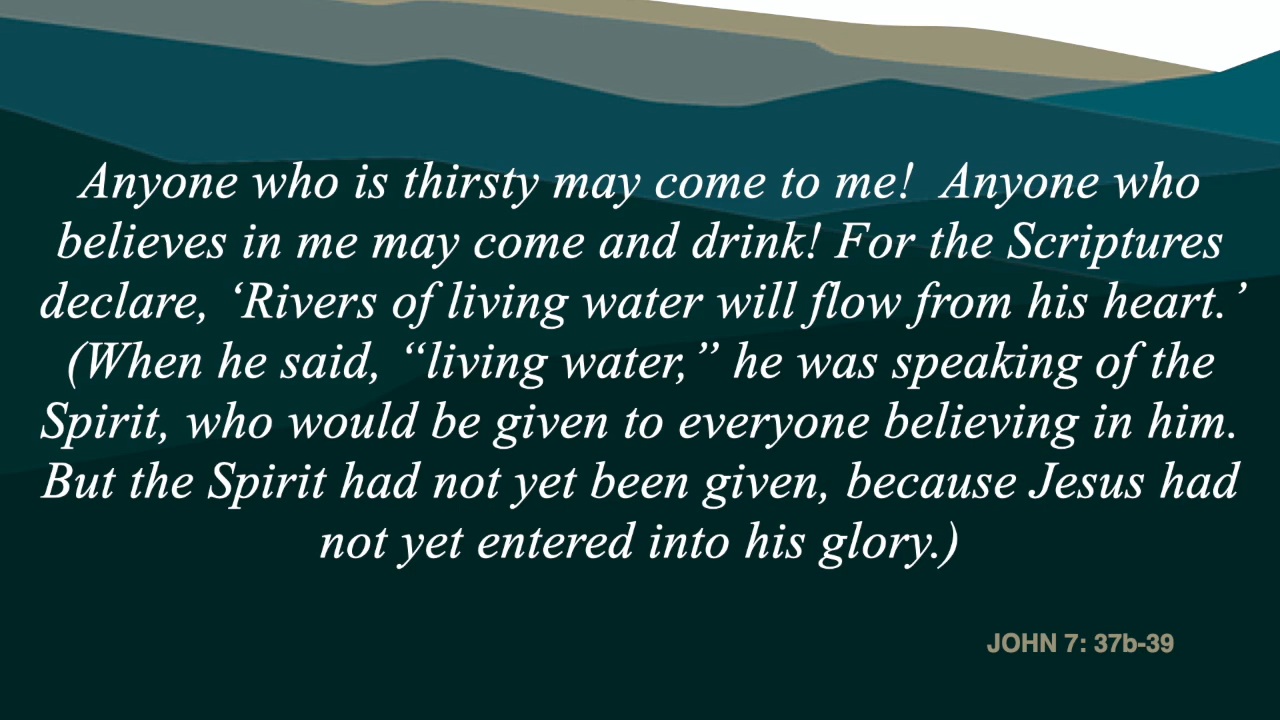 Anyone who is thirsty may come to me!  Anyone who
believes in me may come and drink! For the Scriptures
declare, ‘Rivers of living water will flow from his heart.’
(When he said, “living water,” he was speaking of the
Spirit, who would be given to everyone believing in him.
But the Spirit had not yet been given, because Jesus had
not yet entered into his glory.)
JOHN 7: 37b-39